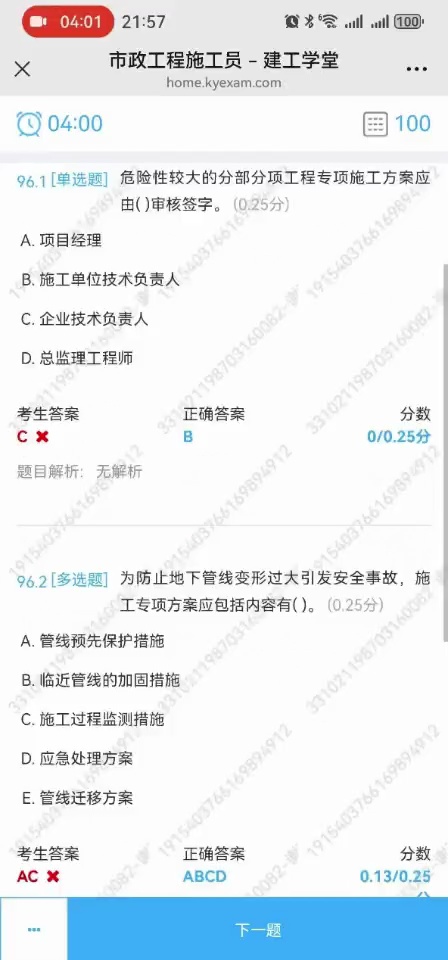 04:01 21:57 100
市政工程施工员 - 建工学堂
home.kyexam.com
04:00 100
96.1 [单选题] 危险性较大的分部分项工程专项施工方案应
由( )审核签字。 (0.25分)
A. 项目经理
B. 施工单位技术负责人
C. 企业技术负责人
D. 总监理工程师
考生答案 正确答案 分数
C B 0/0.25分
题目解析: 无解析
96.2 [多选题] 为防止地下管线变形过大引发安全事故，施
工专项方案应包括内容有( )。 (0.25分)
A. 管线预先保护措施
B. 临近管线的加固措施
C. 施工过程监测措施
D. 应急处理方案
E. 管线迁移方案
考生答案 正确答案 分数
AC ABCD 0.13/0.25
下一题